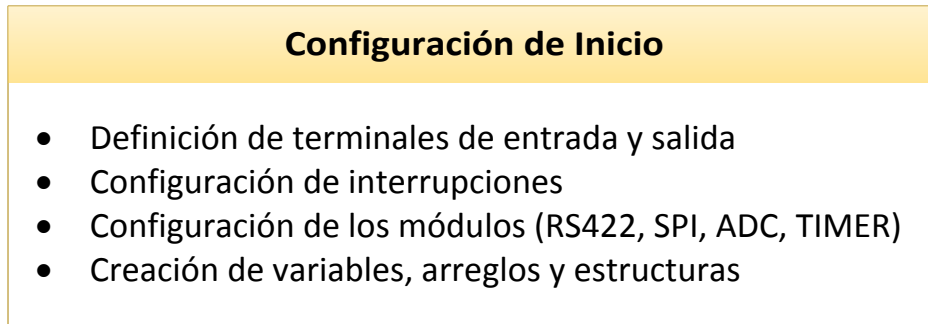 Configuración de Inicio
• Definición de terminales de entrada y salida
• Configuración de interrupciones
• Configuración de los módulos (RS422, SPI, ADC, TIMER)
• Creación de variables, arreglos y estructuras